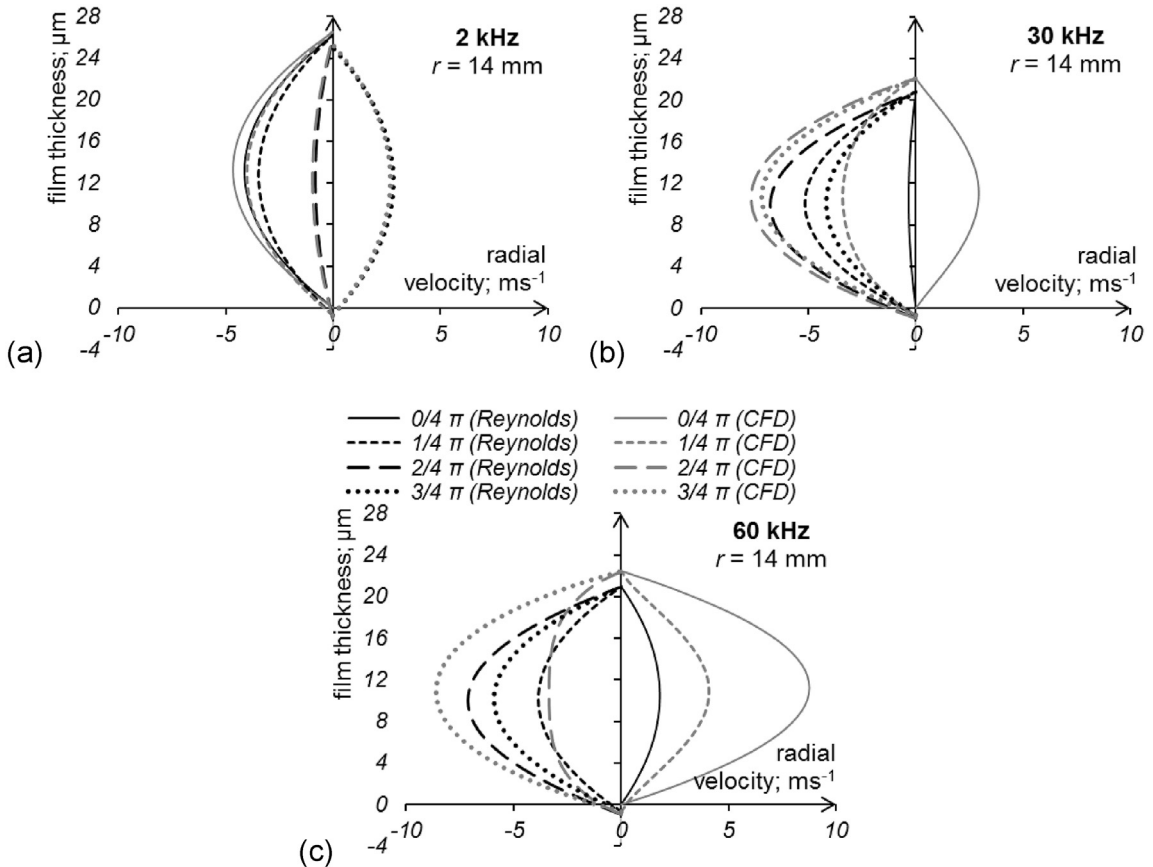 film thickness; μm
28
24
20
16
12
8
4
0
-4
-10
-5
0
5
10
2 kHz
r = 14 mm
radial
velocity; ms⁻¹
(a)
film thickness; μm
28
24
20
16
12
8
4
0
-4
-10
-5
0
5
10
30 kHz
r = 14 mm
radial
velocity; ms⁻¹
(b)
0/4 π (Reynolds)
1/4 π (Reynolds)
2/4 π (Reynolds)
3/4 π (Reynolds)
0/4 π (CFD)
1/4 π (CFD)
2/4 π (CFD)
3/4 π (CFD)
film thickness; μm
28
24
20
16
12
8
4
0
-4
-10
-5
0
5
10
60 kHz
r = 14 mm
radial
velocity; ms⁻¹
(c)